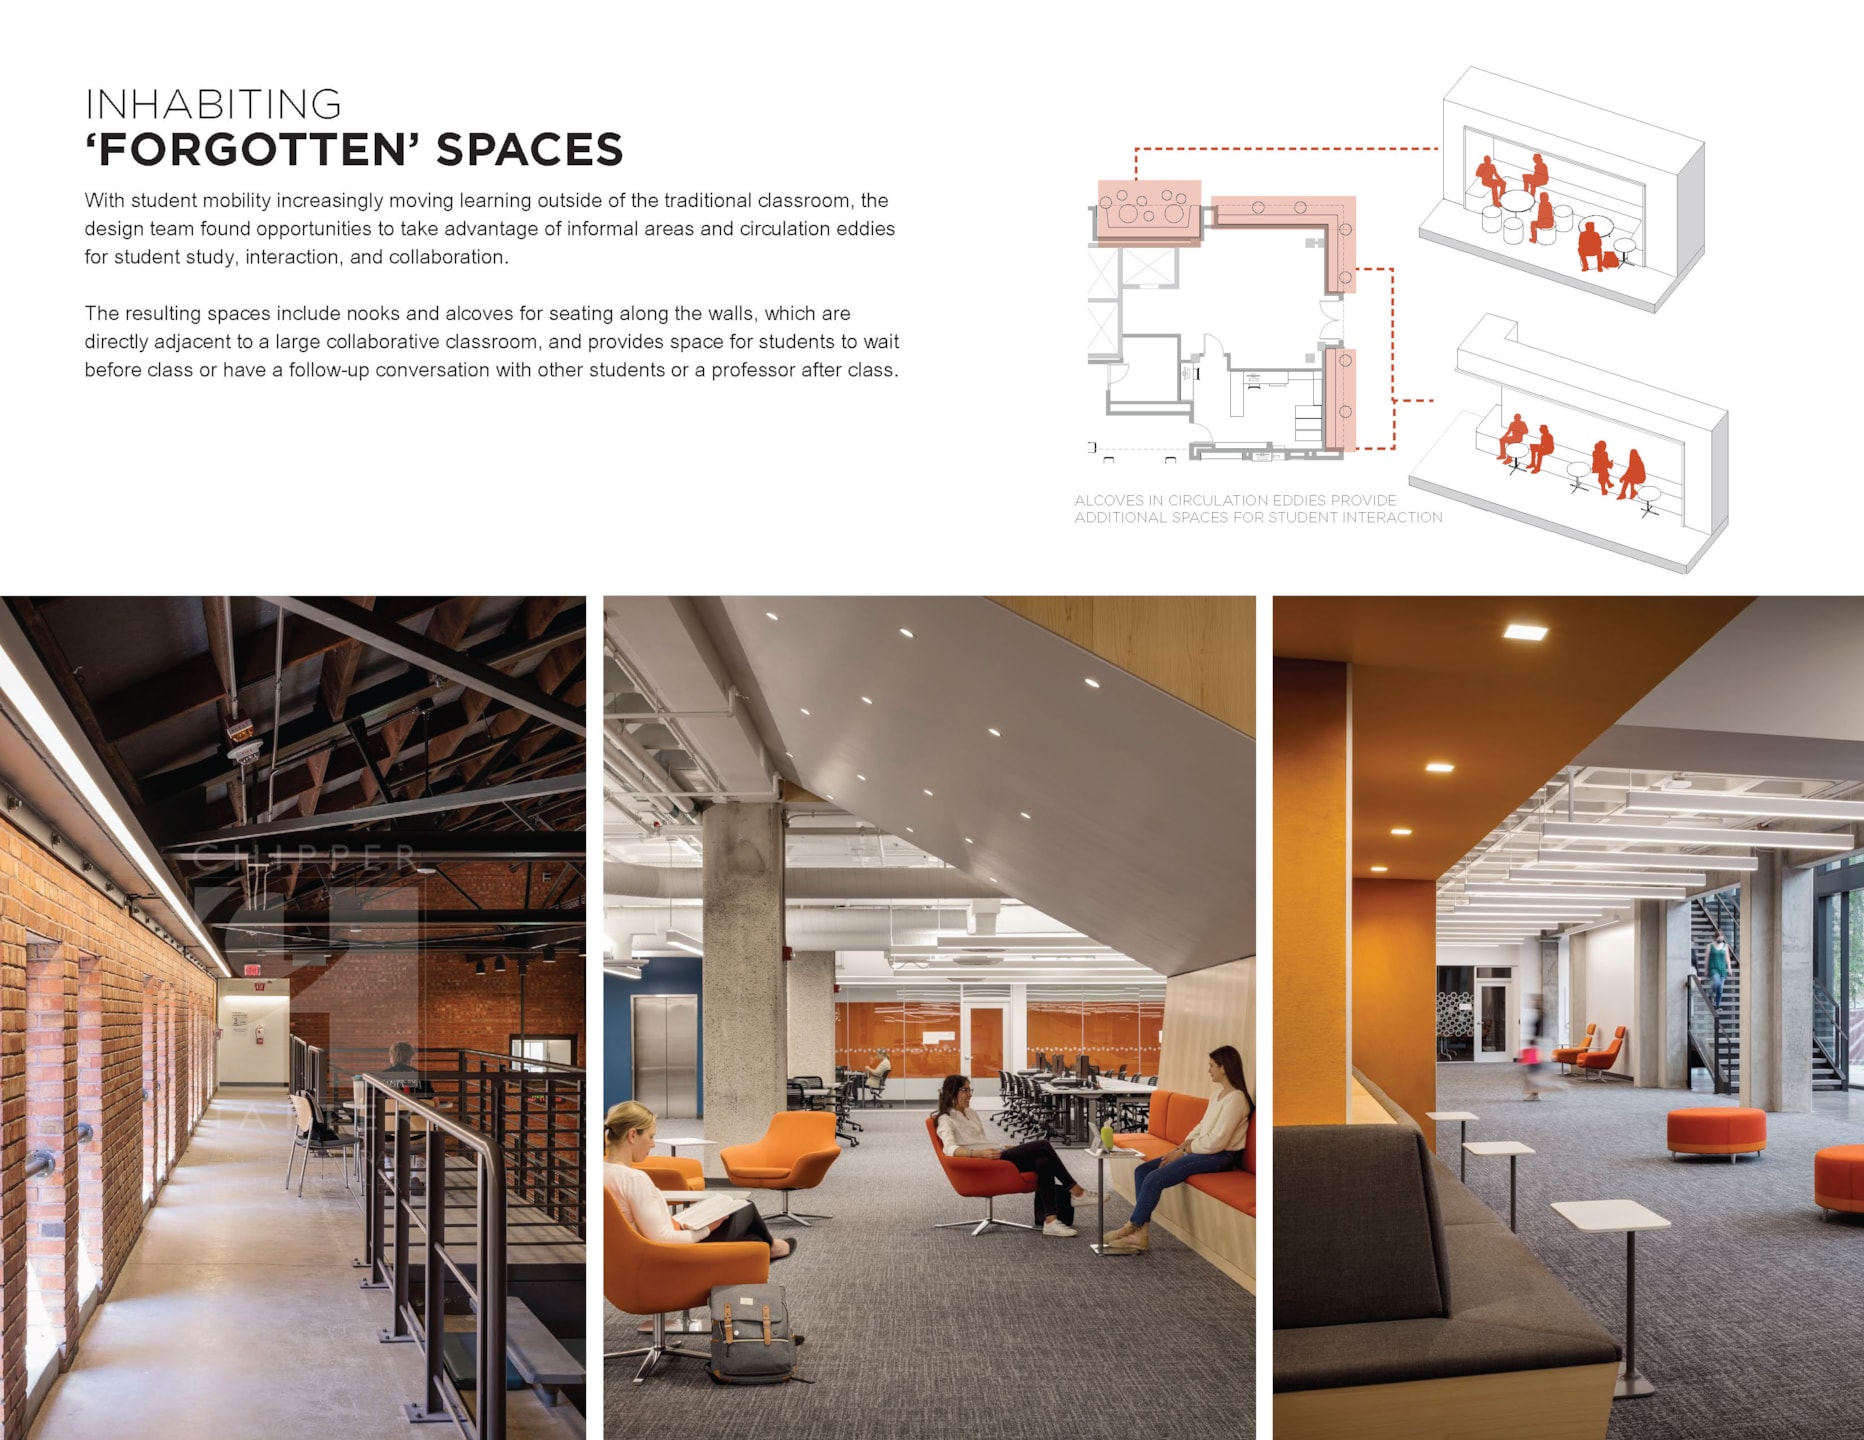 INHABITING
‘FORGOTTEN’ SPACES
With student mobility increasingly moving learning outside of the traditional classroom, the
design team found opportunities to take advantage of informal areas and circulation eddies
for student study, interaction, and collaboration.
The resulting spaces include nooks and alcoves for seating along the walls, which are
directly adjacent to a large collaborative classroom, and provides space for students to wait
before class or have a follow-up conversation with other students or a professor after class.
ALCOVES IN CIRCULATION EDDIES PROVIDE
ADDITIONAL SPACES FOR STUDENT INTERACTION
CHIPPER